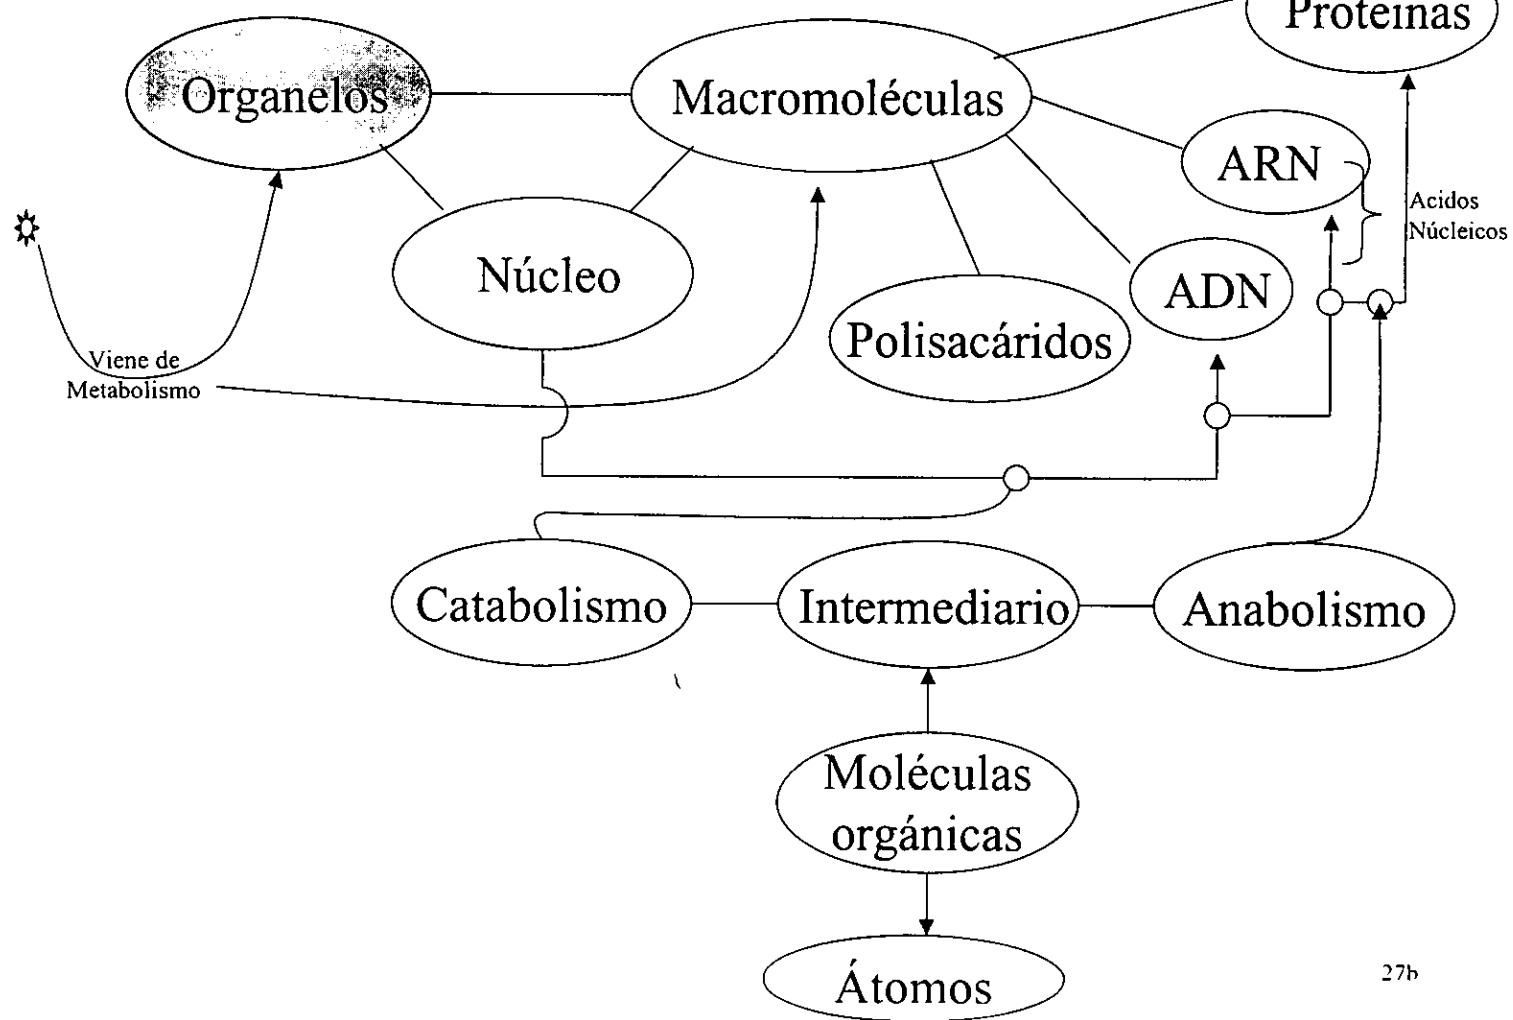 Proteinas
Organelos
Macromoléculas
ARN
Acidos
Núcleicos
Núcleo
ADN
Polisacáridos
Viene de
Metabolismo
Catabolismo
Intermediario
Anabolismo
Moléculas
orgánicas
Átomos
27b